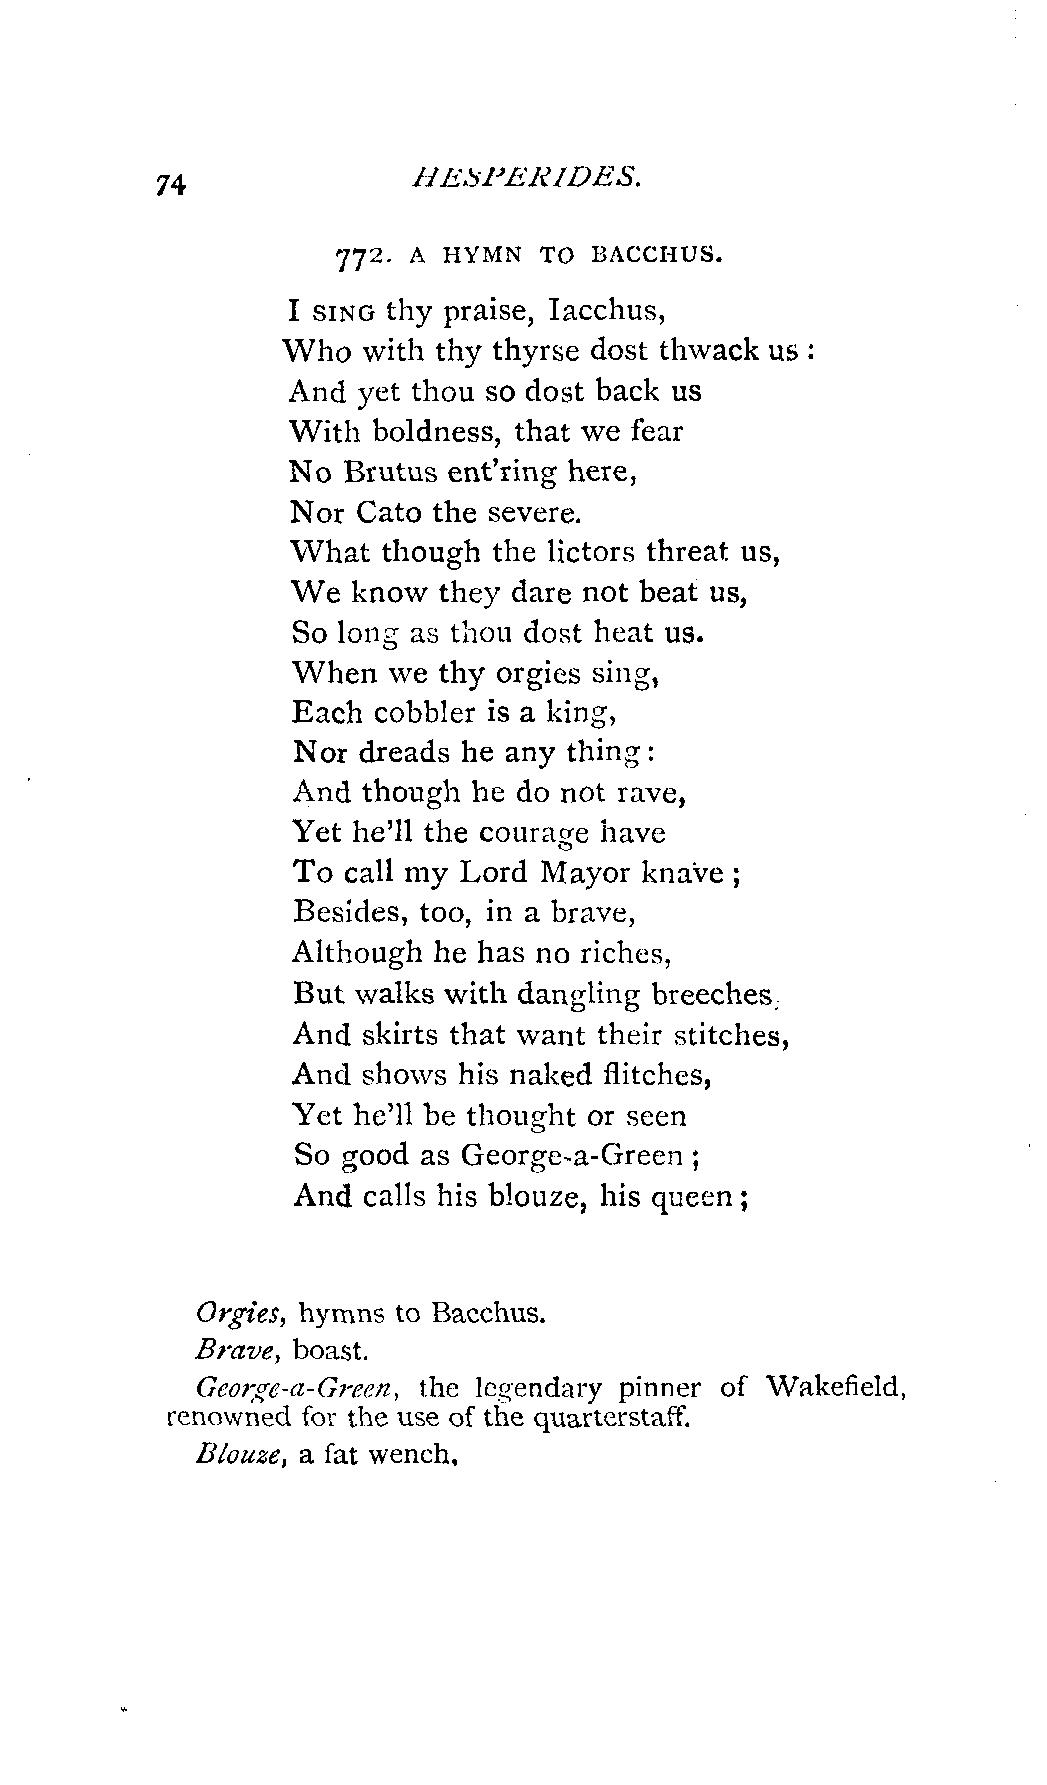 74
HESPERIDES.
772. A HYMN TO BACCHUS.
I SING thy praise, Iacchus,
Who with thy thyrse dost thwack us :
And yet thou so dost back us
With boldness, that we fear
No Brutus ent'ring here,
Nor Cato the severe.
What though the lictors threat us,
We know they dare not beat us,
So long as thou dost heat us.
When we thy orgies sing,
Each cobbler is a king,
Nor dreads he any thing :
And though he do not rave,
Yet he'll the courage have
To call my Lord Mayor knave ;
Besides, too, in a brave,
Although he has no riches,
But walks with dangling breeches,
And skirts that want their stitches,
And shows his naked flitches,
Yet he'll be thought or seen
So good as George-a-Green ;
And calls his blouze, his queen ;
Orgies, hymns to Bacchus.
Brave, boast.
George-a-Green, the legendary pinner of Wakefield,
renowned for the use of the quarterstaff.
Blouze, a fat wench.